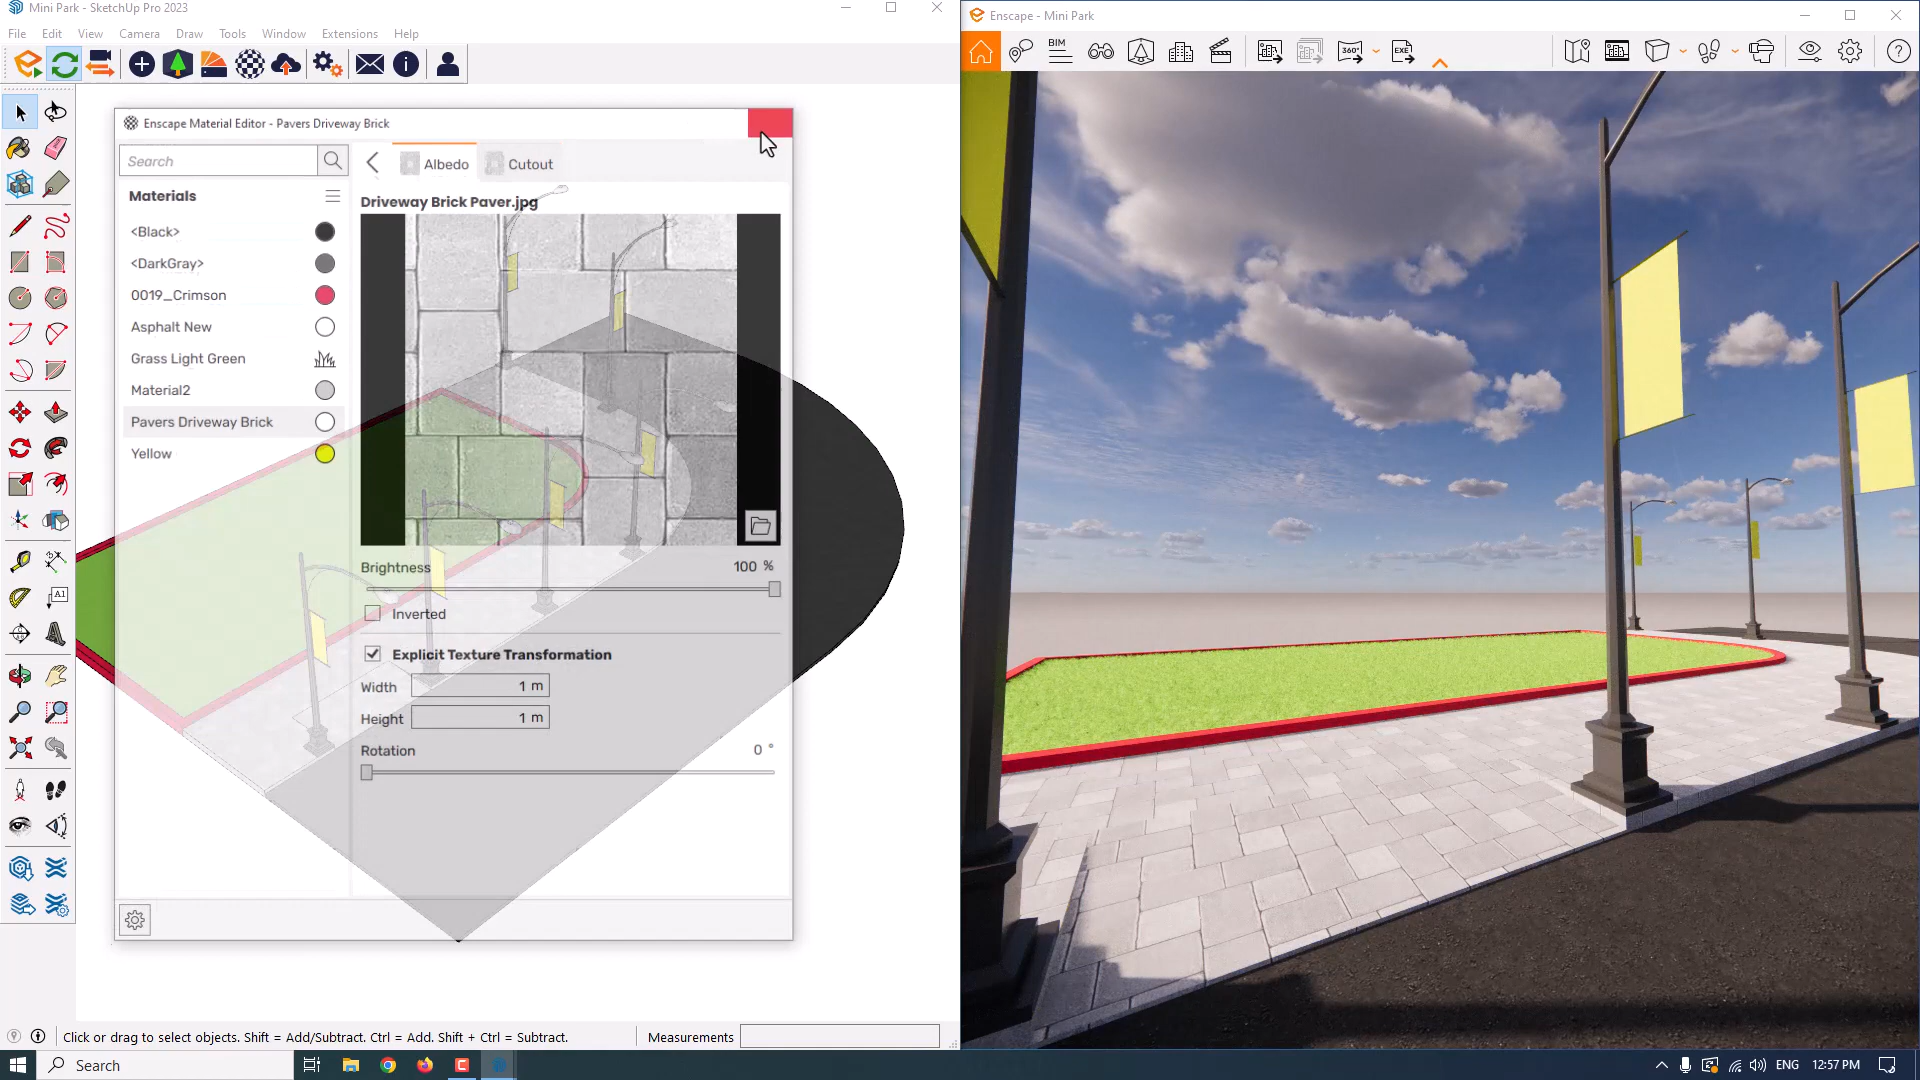 Mini Park - SketchUp Pro 2023
File Edit View Camera Draw Tools Window Extensions Help
Enscape - Mini Park
BIM
360°
EXE
Enscape Material Editor - Pavers Driveway Brick
Search
Albedo
Cutout
Materials
Driveway Brick Paver.jpg
<Black>
<DarkGray>
0019_Crimson
Asphalt New
Grass Light Green
Material2
Pavers Driveway Brick
Yellow
Brightness 100 %
Inverted
Explicit Texture Transformation
Width 1 m
Height 1 m
Rotation 0 °
A1
Click or drag to select objects. Shift = Add/Subtract. Ctrl = Add. Shift + Ctrl = Subtract.
Measurements
Search
ENG 12:57 PM